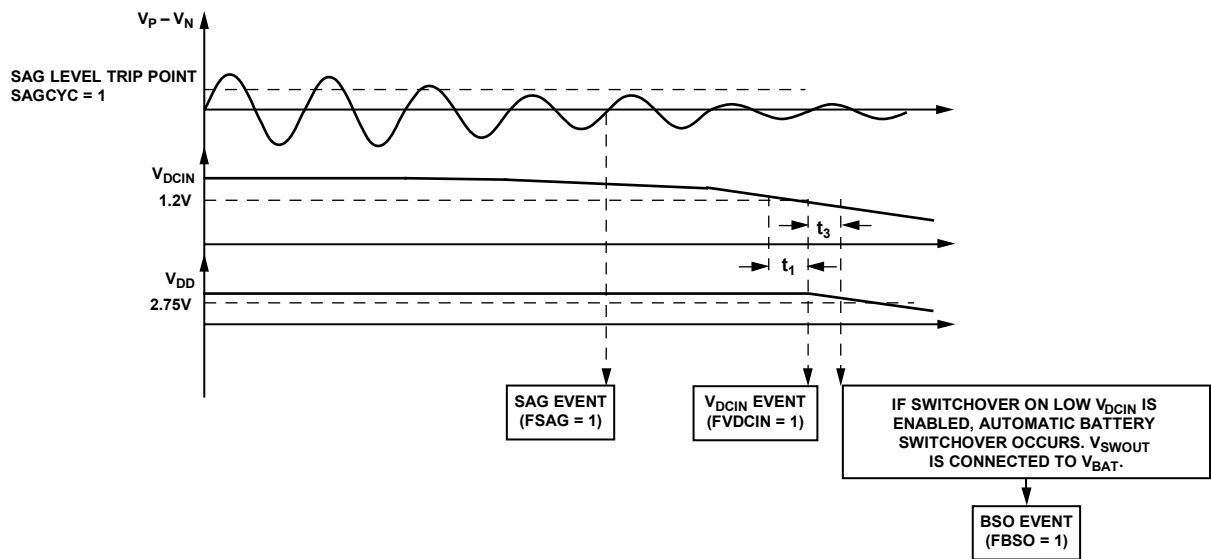 VP – VN
SAG LEVEL TRIP POINT
SAGCYC = 1
VDCIN
1.2V
t3
t1
VDD
2.75V
SAG EVENT
(FSAG = 1)
VDCIN EVENT
(FVDCIN = 1)
IF SWITCHOVER ON LOW VDCIN IS
ENABLED, AUTOMATIC BATTERY
SWITCHOVER OCCURS. VSWOUT
IS CONNECTED TO VBAT.
BSO EVENT
(FBSO = 1)